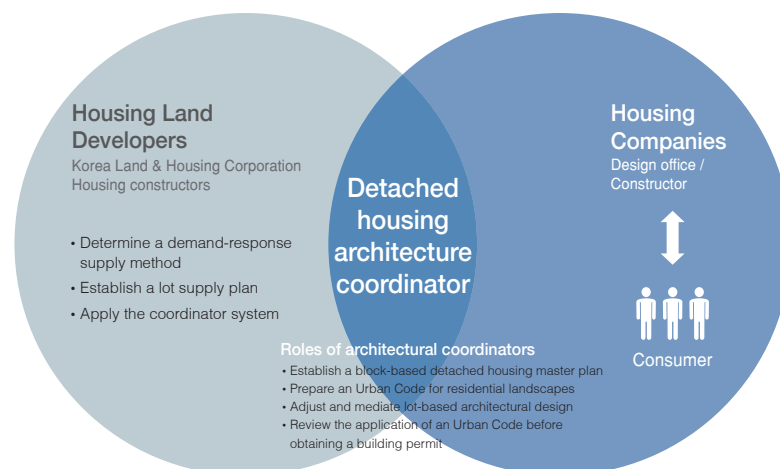 Housing Land
Developers
Korea Land & Housing Corporation
Housing constructors
• Determine a demand-response
supply method
• Establish a lot supply plan
• Apply the coordinator system
Detached
housing
architecture
coordinator
Housing
Companies
Design office /
Constructor
Consumer
Roles of architectural coordinators
• Establish a block-based detached housing master plan
• Prepare an Urban Code for residential landscapes
• Adjust and mediate lot-based architectural design
• Review the application of an Urban Code before
obtaining a building permit